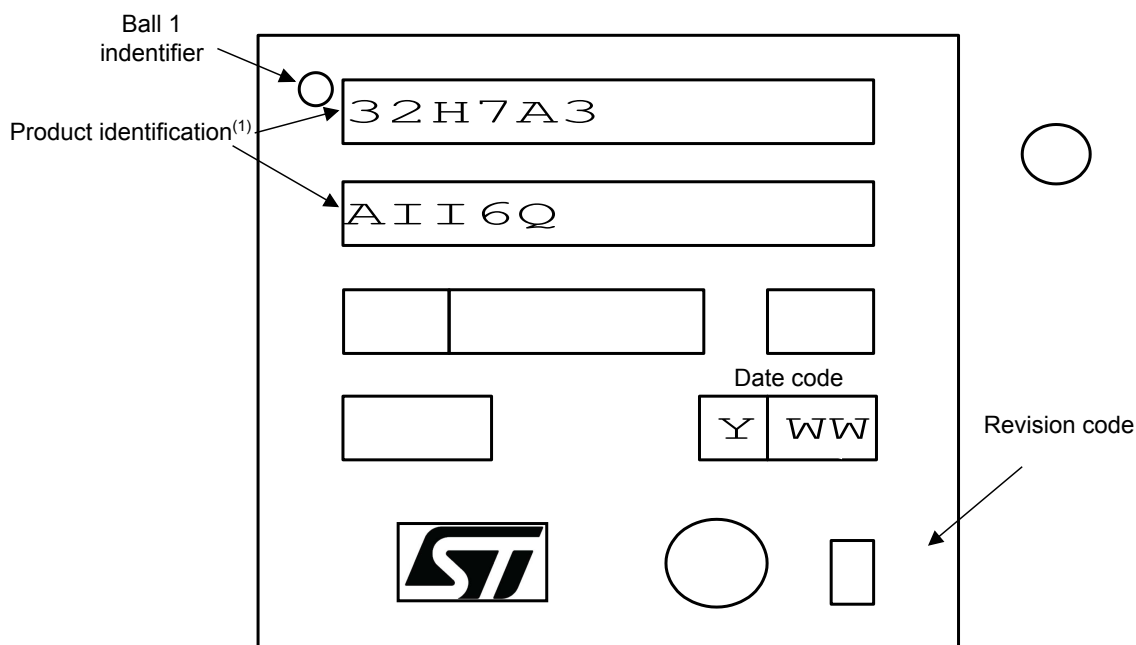 Ball 1
indentifier
32H7A3
Product identification(1)
AII6Q
Date code
Y WW
Revision code
ST